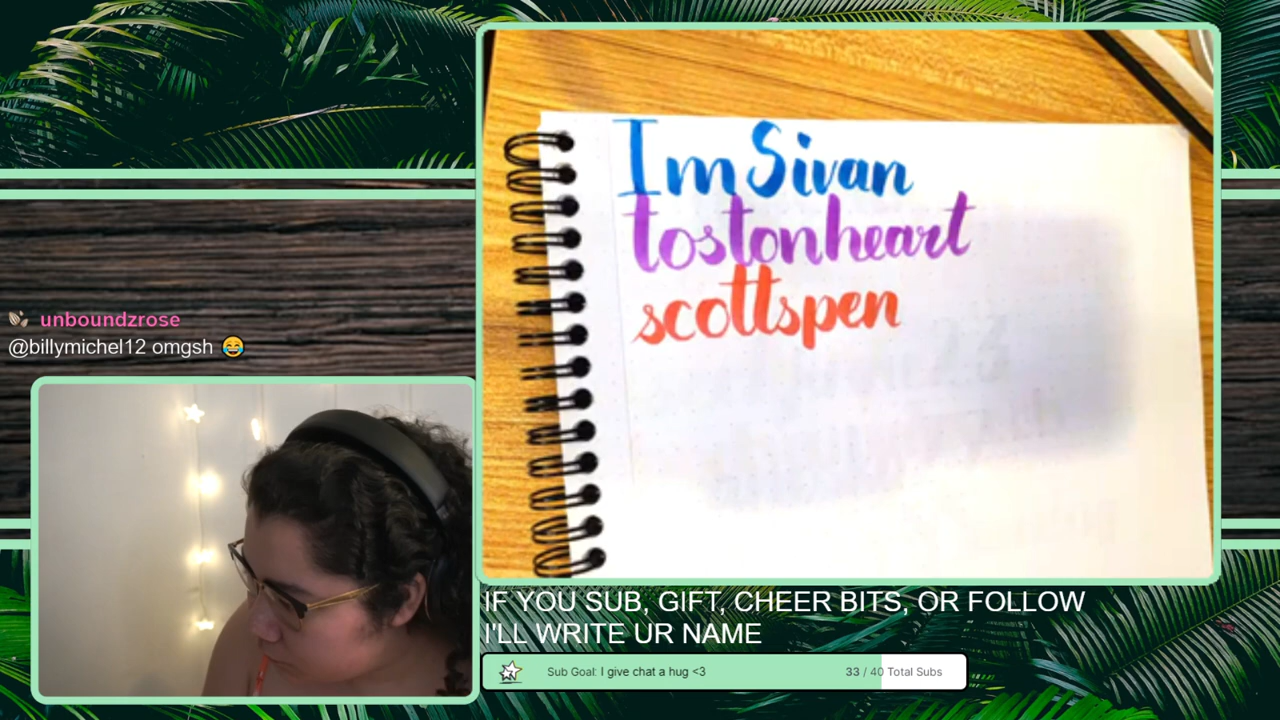 ImSivan
tostonheart
scottspen
unboundzrose
@billymichel12 omgsh 😂
IF YOU SUB, GIFT, CHEER BITS, OR FOLLOW
I'LL WRITE UR NAME
Sub Goal: I give chat a hug <3 33 / 40 Total Subs